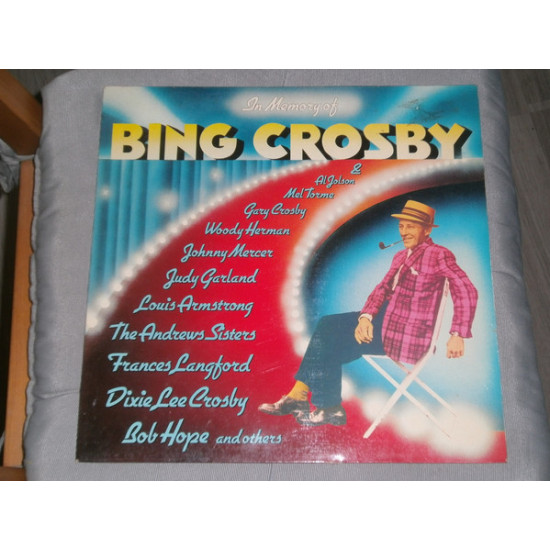 In Memory of
BING CROSBY
&
Al Jolson
Mel Torme
Gary Crosby
Woody Herman
Johnny Mercer
Judy Garland
Louis Armstrong
The Andrews Sisters
Frances Langford
Dixie Lee Crosby
Bob Hope and others